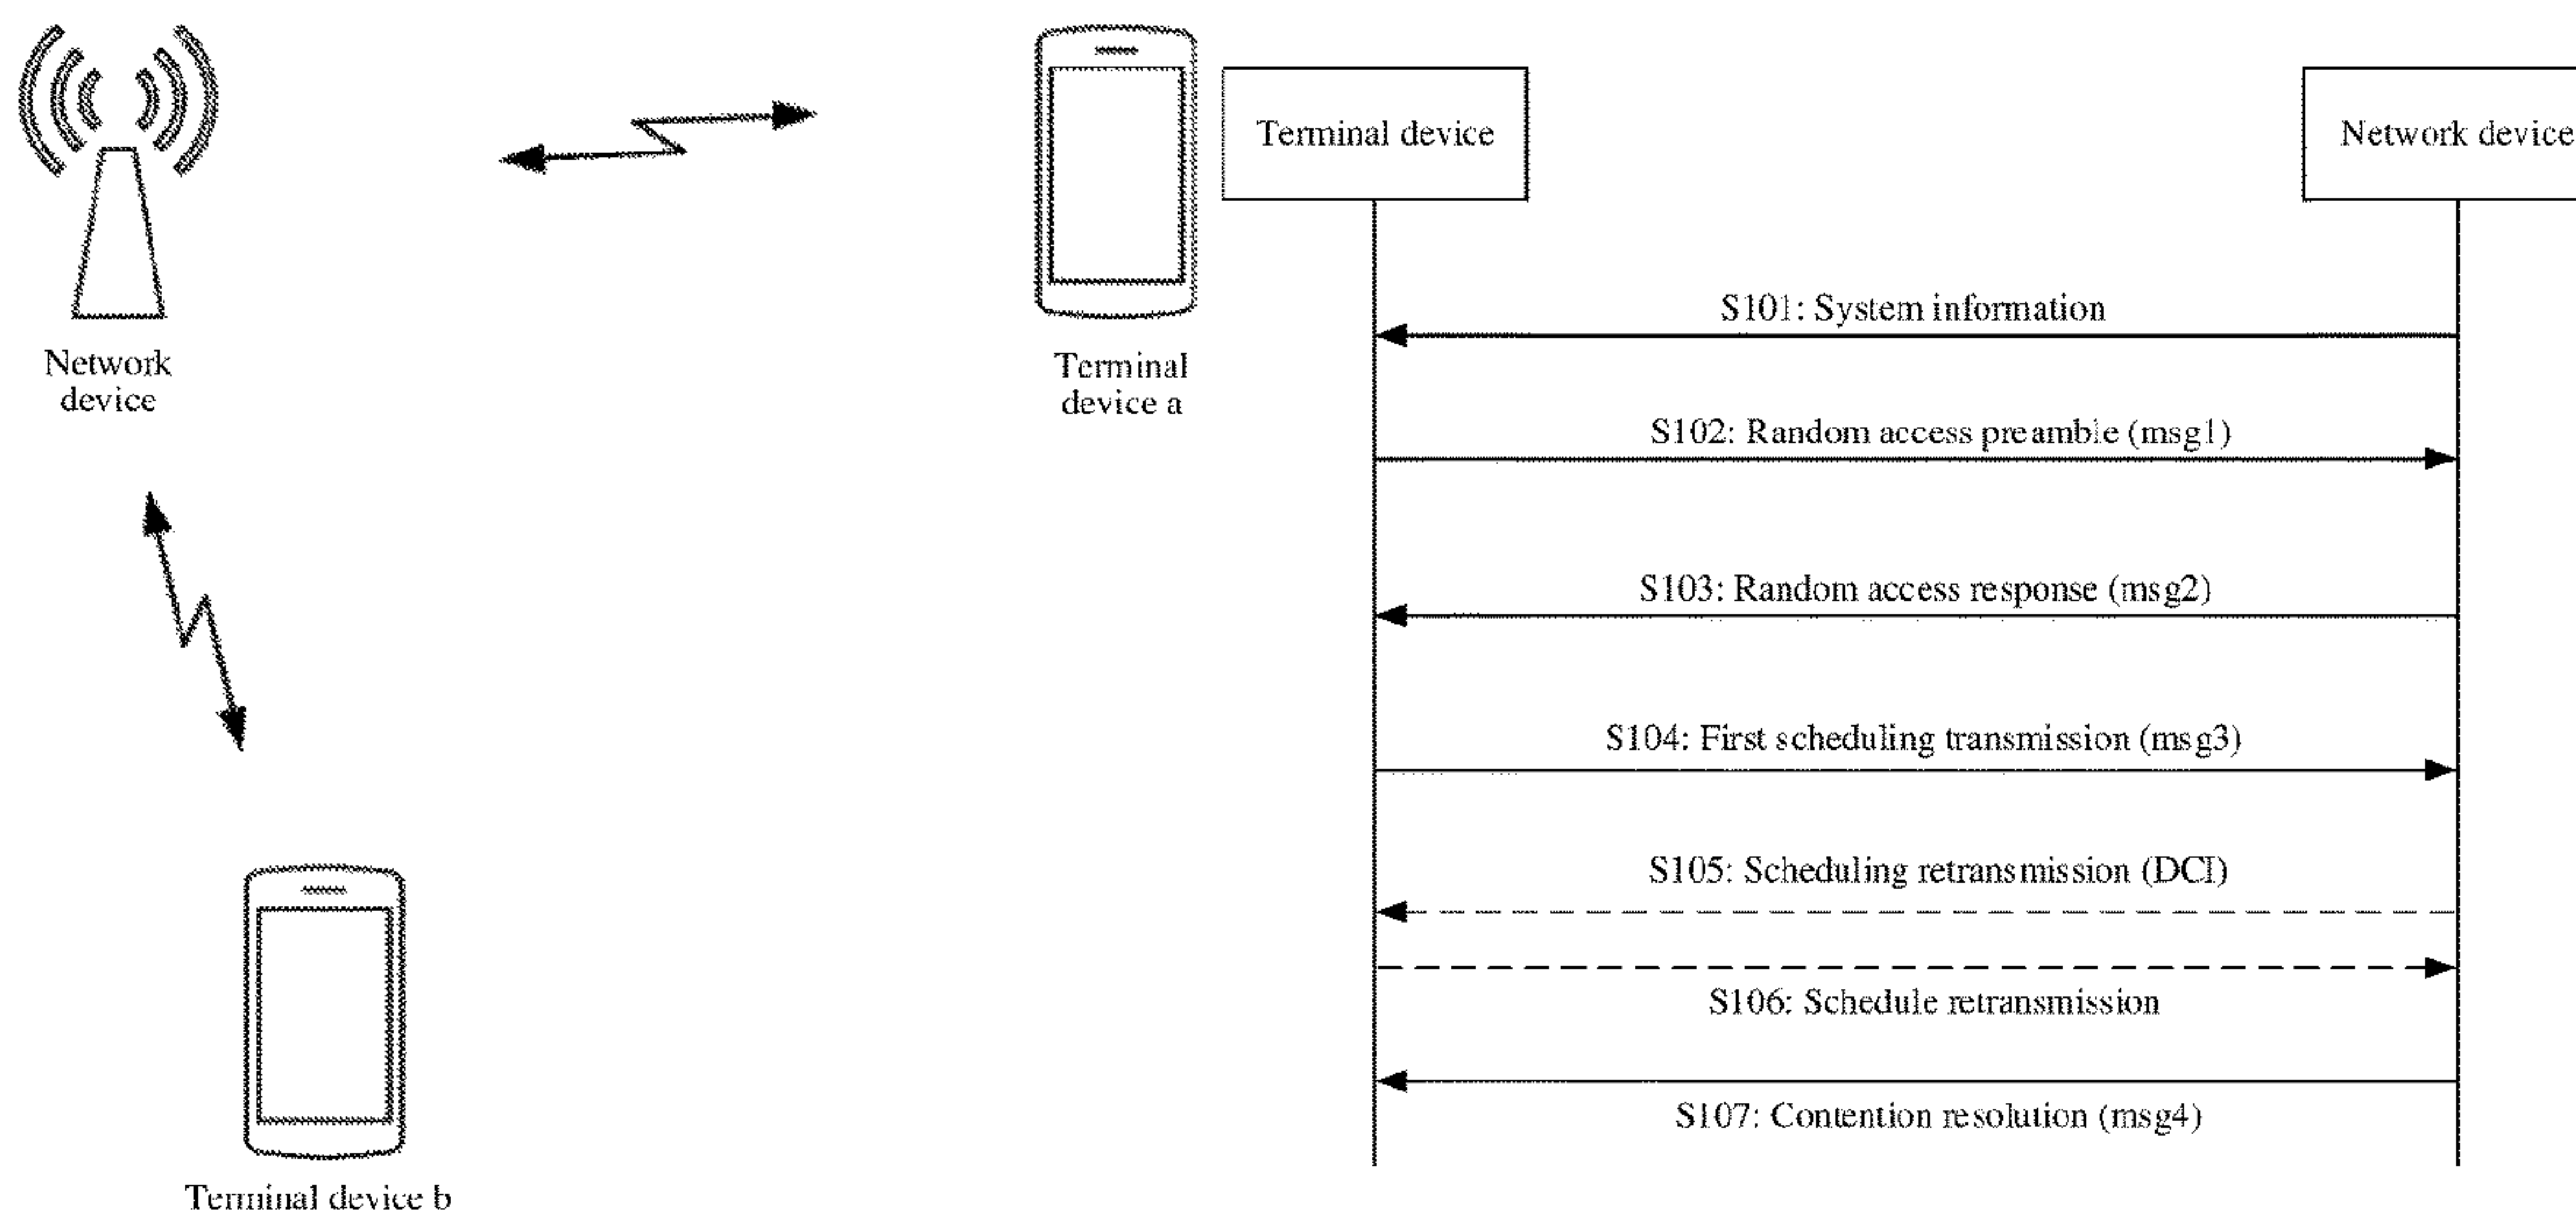 Network
device
Terminal
device a
Terminal device b
Terminal device
Network device
S101: System information
S102: Random access preamble (msg1)
S103: Random access response (msg2)
S104: First scheduling transmission (msg3)
S105: Scheduling retransmission (DCI)
S106: Schedule retransmission
S107: Contention resolution (msg4)